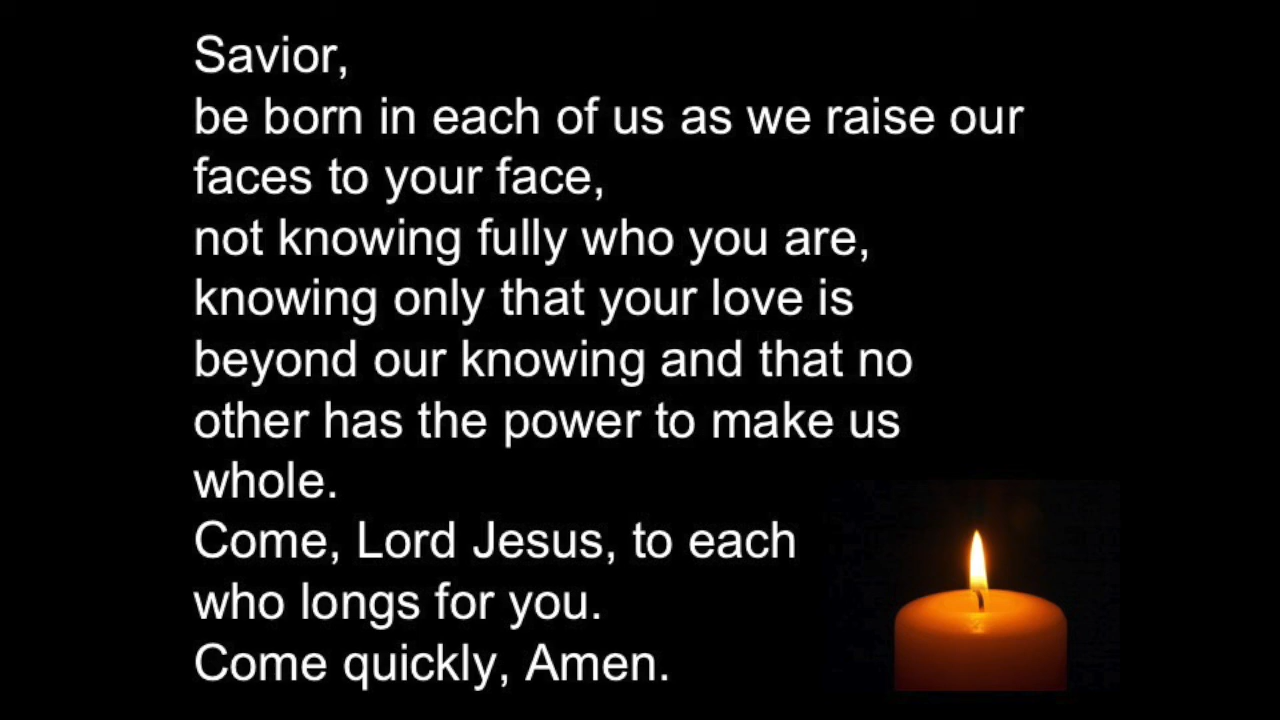 Savior,
be born in each of us as we raise our
faces to your face,
not knowing fully who you are,
knowing only that your love is
beyond our knowing and that no
other has the power to make us
whole.
Come, Lord Jesus, to each
who longs for you.
Come quickly, Amen.